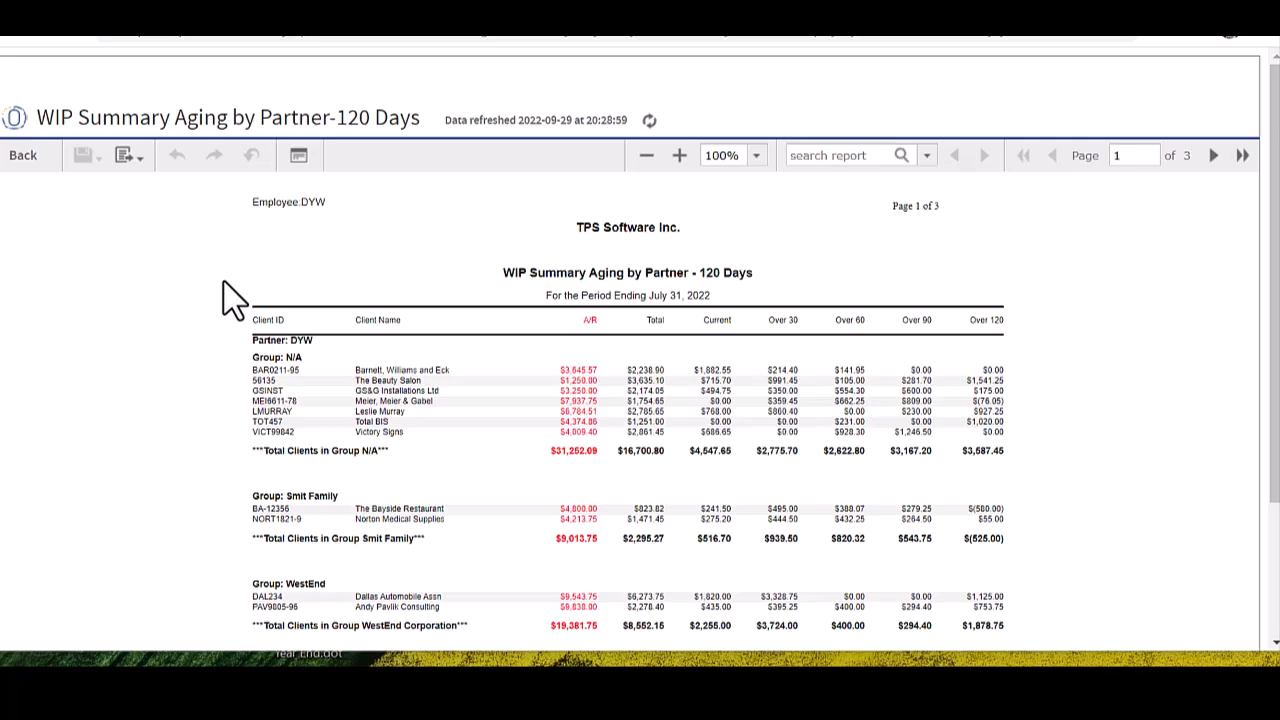 WIP Summary Aging by Partner-120 Days Data refreshed 2022-09-29 at 20:28:59
Back 100% search report Page 1 of 3
Employee:DYW Page 1 of 3
TPS Software Inc.
WIP Summary Aging by Partner - 120 Days
For the Period Ending July 31, 2022
Client ID Client Name A/R Total Current Over 30 Over 60 Over 90 Over 120
Partner: DYW
Group: N/A
BAR0211-95 Barnett, Williams and Eck $3,645.57 $2,238.90 $1,882.55 $214.40 $141.95 $0.00 $0.00
56135 The Beauty Salon $1,250.00 $3,635.10 $715.70 $991.45 $105.00 $281.70 $1,541.25
GSINST GS&G Installations Ltd $3,250.00 $2,174.05 $494.75 $350.00 $554.30 $600.00 $175.00
MEI6611-78 Meier, Meier & Gabel $7,937.75 $1,754.65 $0.00 $359.45 $662.25 $809.00 $(76.05)
LMURRAY Leslie Murray $6,784.51 $2,785.65 $768.00 $860.40 $0.00 $230.00 $927.25
TOT457 Total BIS $4,374.86 $1,251.00 $0.00 $0.00 $231.00 $0.00 $1,020.00
VICT99842 Victory Signs $4,009.40 $2,861.45 $686.65 $0.00 $928.30 $1,246.50 $0.00
***Total Clients in Group N/A*** $31,252.09 $16,700.80 $4,547.65 $2,775.70 $2,622.80 $3,167.20 $3,587.45
Group: Smit Family
BA-12356 The Bayside Restaurant $4,800.00 $823.82 $241.50 $495.00 $388.07 $279.25 $(580.00)
NORT1821-9 Norton Medical Supplies $4,213.75 $1,471.45 $275.20 $444.50 $432.25 $264.50 $55.00
***Total Clients in Group Smit Family*** $9,013.75 $2,295.27 $516.70 $939.50 $820.32 $543.75 $(525.00)
Group: WestEnd
DAL234 Dallas Automobile Assn $9,543.75 $6,273.75 $1,820.00 $3,328.75 $0.00 $0.00 $1,125.00
PAV9805-96 Andy Pavlik Consulting $9,838.00 $2,278.40 $435.00 $395.25 $400.00 $294.40 $753.75
***Total Clients in Group WestEnd Corporation*** $19,381.75 $8,552.15 $2,255.00 $3,724.00 $400.00 $294.40 $1,878.75